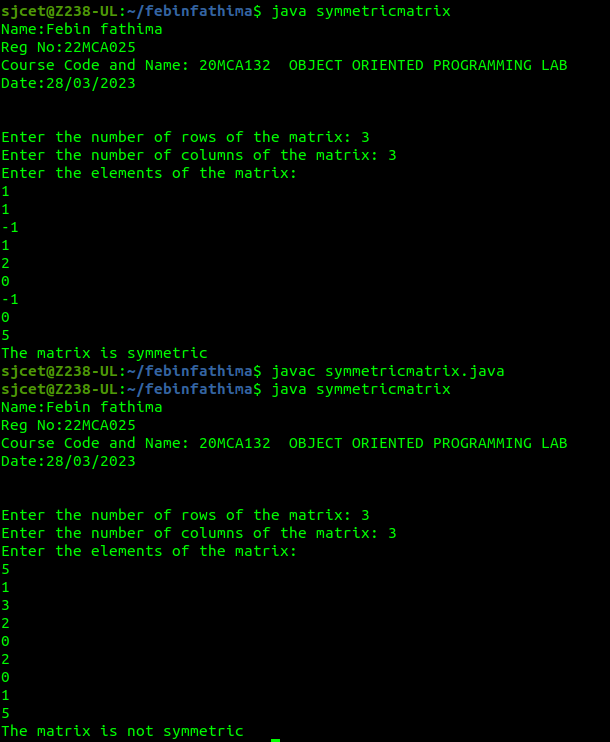 sjcet@Z238-UL:~/febinfathima$ java symmetricmatrix
Name:Febin fathima
Reg No:22MCA025
Course Code and Name: 20MCA132  OBJECT ORIENTED PROGRAMMING LAB
Date:28/03/2023
Enter the number of rows of the matrix: 3
Enter the number of columns of the matrix: 3
Enter the elements of the matrix:
1
1
-1
1
2
0
-1
0
5
The matrix is symmetric
sjcet@Z238-UL:~/febinfathima$ javac symmetricmatrix.java
sjcet@Z238-UL:~/febinfathima$ java symmetricmatrix
Name:Febin fathima
Reg No:22MCA025
Course Code and Name: 20MCA132  OBJECT ORIENTED PROGRAMMING LAB
Date:28/03/2023
Enter the number of rows of the matrix: 3
Enter the number of columns of the matrix: 3
Enter the elements of the matrix:
5
1
3
2
0
2
0
1
5
The matrix is not symmetric